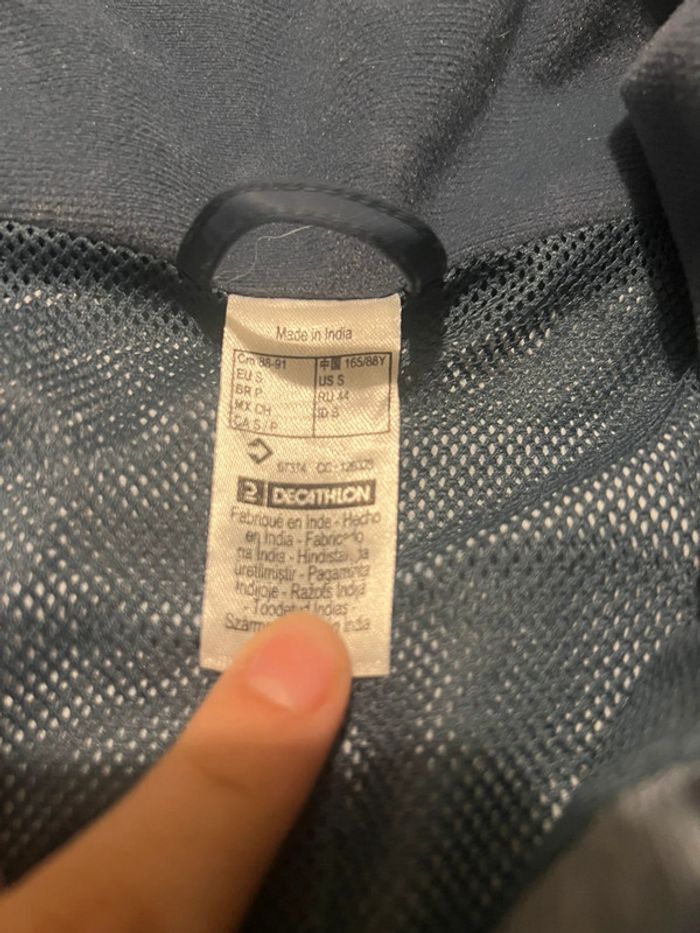 Made in India
Cm 88-91
EU S
BR P
MX CH
CA S / P
中国 165/88Y
US S
RU 44
ID S
CC :
2 DECATHLON
Fabriqué en Inde - Hecho
en India - Fabricado
na Índia - Hindistan'da
üretilmiştir - Pagaminta
Indijoje - Ražots Indijā
- Toodetud Indias -
India